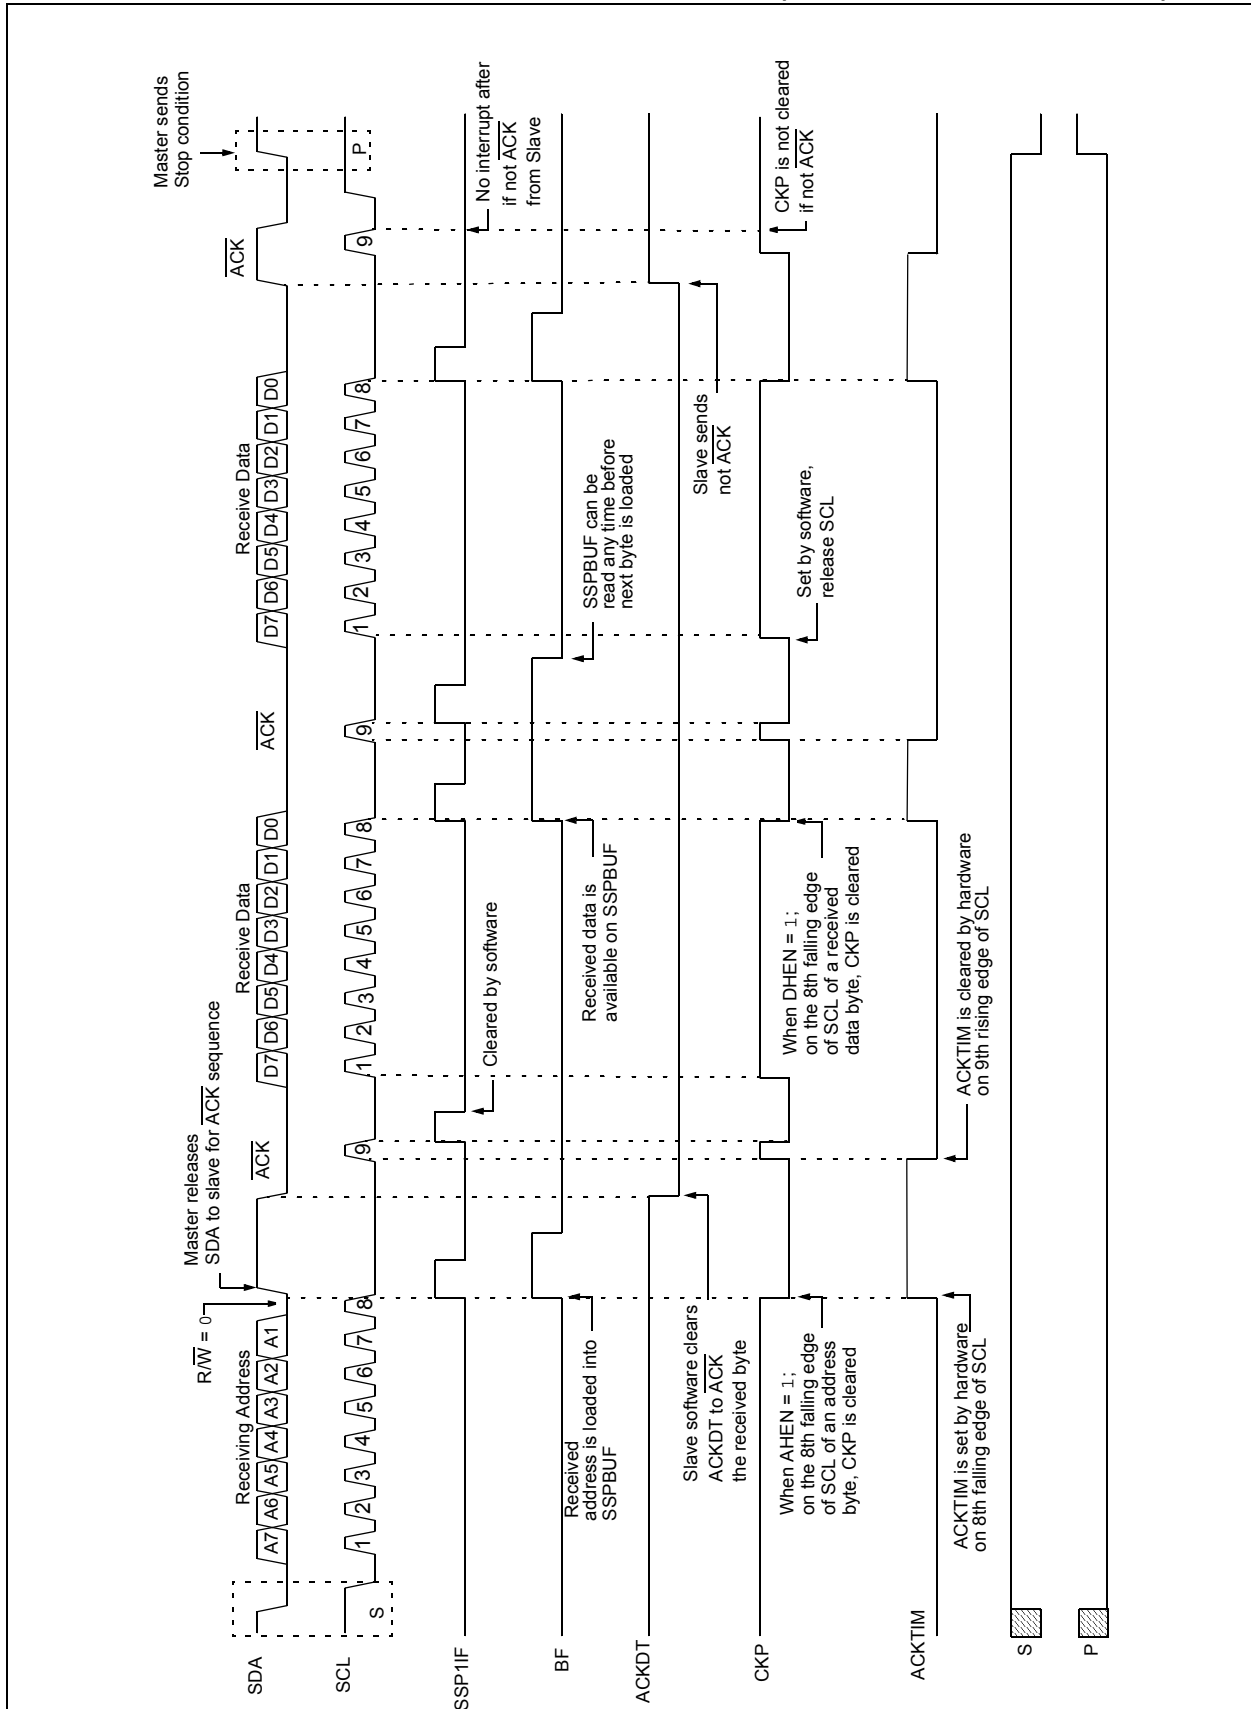 Master sends
Stop condition
Master releases
SDA to slave for ACK sequence
R/W = 0
Receiving Address
Receive Data
Receive Data
SDA
A7 A6 A5 A4 A3 A2 A1
ACK
D7 D6 D5 D4 D3 D2 D1 D0
ACK
D7 D6 D5 D4 D3 D2 D1 D0
ACK
SCL
S
1 2 3 4 5 6 7 8 9
1 2 3 4 5 6 7 8 9
1 2 3 4 5 6 7 8 9
P
SSP1IF
Cleared by software
No interrupt after
if not ACK
from Slave
BF
Received
address is loaded into
SSPBUF
Received data is
available on SSPBUF
SSPBUF can be
read any time before
next byte is loaded
ACKDT
Slave software clears
ACKDT to ACK
the received byte
Slave sends
not ACK
CKP
When AHEN = 1;
on the 8th falling edge
of SCL of an address
byte, CKP is cleared
When DHEN = 1;
on the 8th falling edge
of SCL of a received
data byte, CKP is cleared
Set by software,
release SCL
CKP is not cleared
if not ACK
ACKTIM
ACKTIM is set by hardware
on 8th falling edge of SCL
ACKTIM is cleared by hardware
on 9th rising edge of SCL
S
P